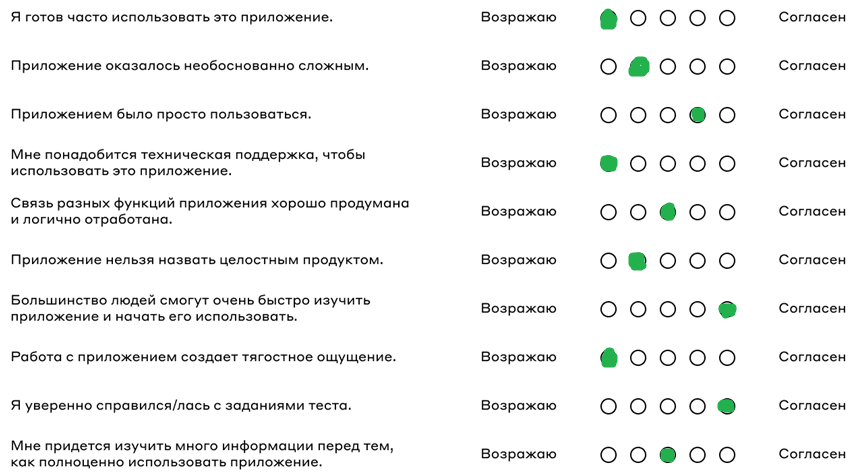 Я готов часто использовать это приложение. Возражаю Согласен
Приложение оказалось необоснованно сложным. Возражаю Согласен
Приложением было просто пользоваться. Возражаю Согласен
Мне понадобится техническая поддержка, чтобы
использовать это приложение. Возражаю Согласен
Связь разных функций приложения хорошо продумана
и логично отработана. Возражаю Согласен
Приложение нельзя назвать целостным продуктом. Возражаю Согласен
Большинство людей смогут очень быстро изучить
приложение и начать его использовать. Возражаю Согласен
Работа с приложением создает тягостное ощущение. Возражаю Согласен
Я уверенно справился/лась с заданиями теста. Возражаю Согласен
Мне придется изучить много информации перед тем,
как полноценно использовать приложение. Возражаю Согласен